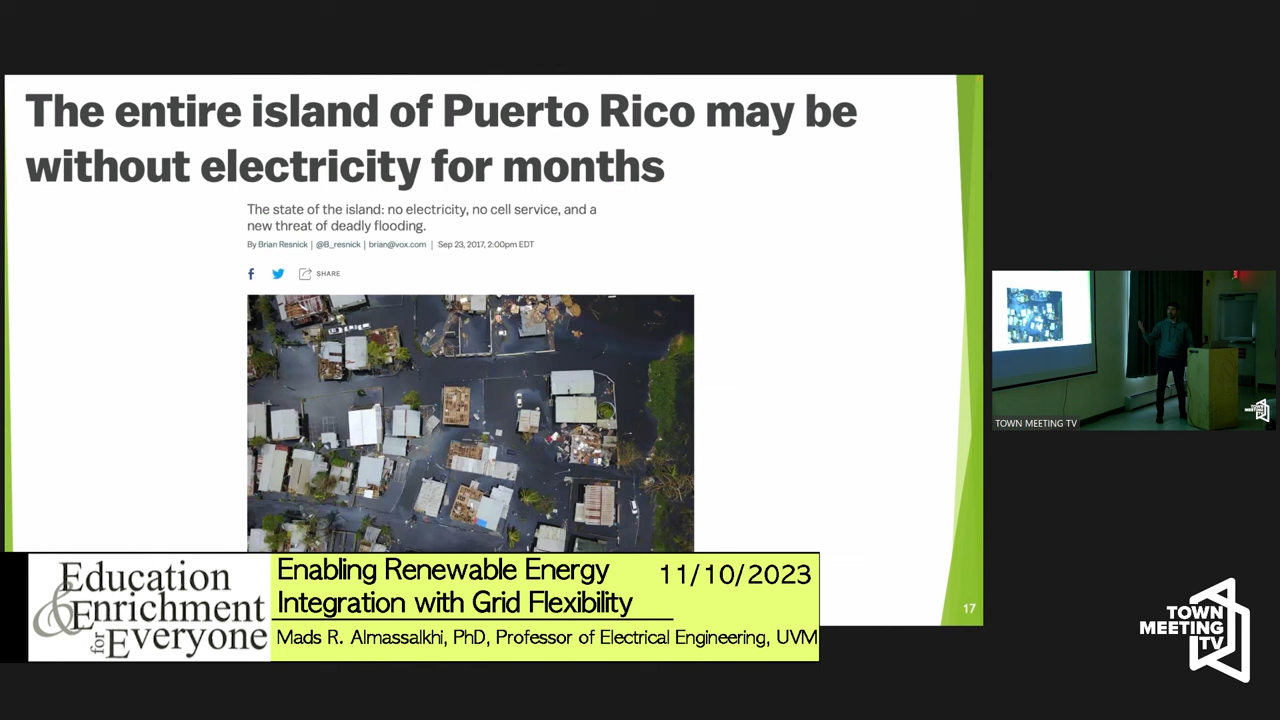 The entire island of Puerto Rico may be
without electricity for months
The state of the island: no electricity, no cell service, and a
new threat of deadly flooding.
By Brian Resnick | @B_resnick | brian@vox.com | Sep 23, 2017, 2:00pm EDT
SHARE
17
TOWN MEETING TV
TOWN
MEETING
TV
Education
& Enrichment
for Everyone
Enabling Renewable Energy
Integration with Grid Flexibility
11/10/2023
Mads R. Almassalkhi, PhD, Professor of Electrical Engineering, UVM
TOWN
MEETING
TV